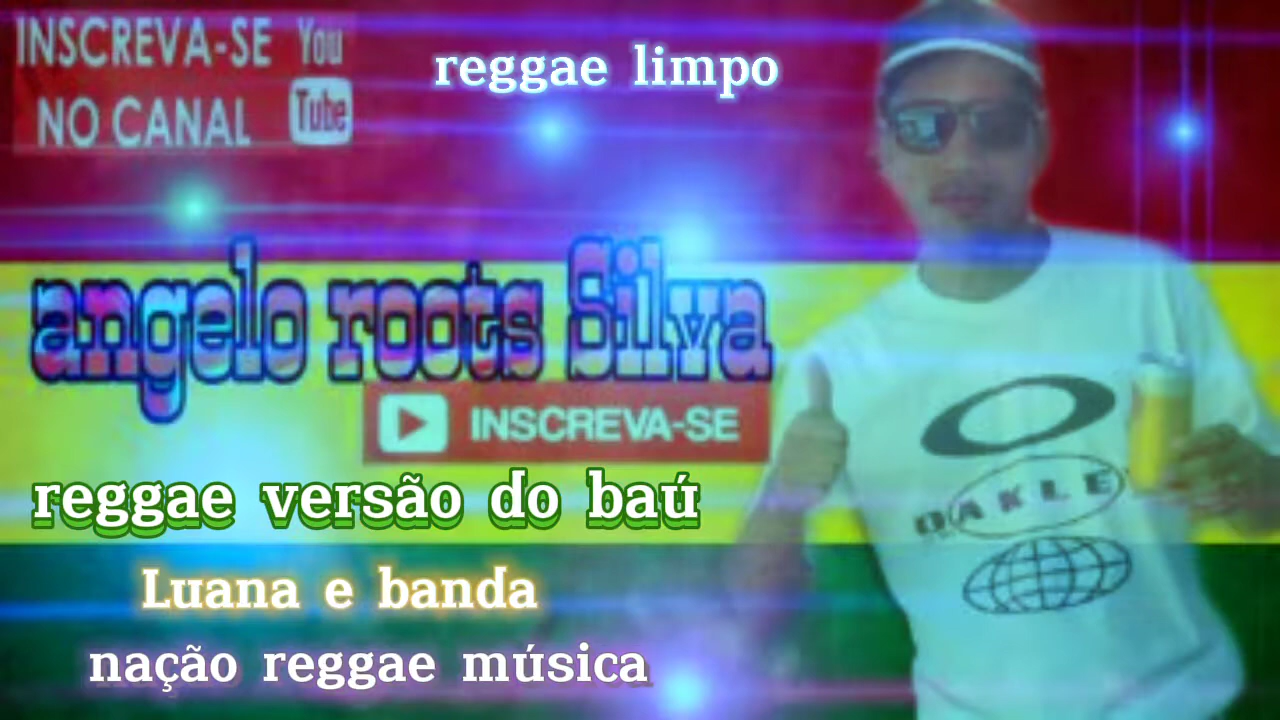 INSCREVA-SE You
NO CANAL Tube
reggae limpo
angelo roots Silva
INSCREVA-SE
reggae versão do baú
Luana e banda
nação reggae música
OAKLE